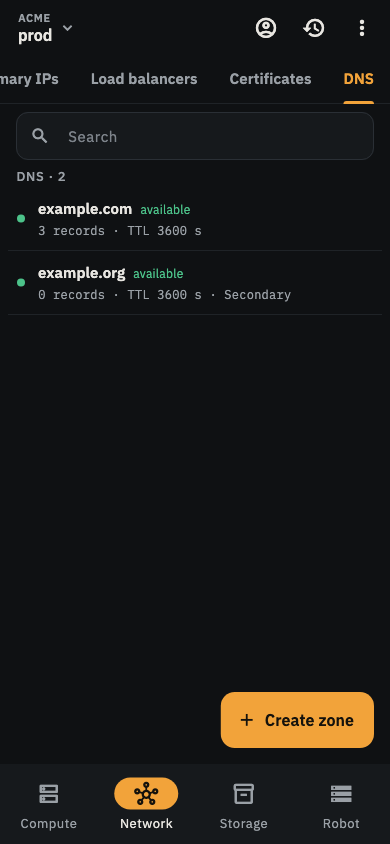 ACME
prod
mary IPs Load balancers Certificates DNS
Search
DNS · 2
example.com available
3 records · TTL 3600 s
example.org available
0 records · TTL 3600 s · Secondary
+ Create zone
Compute Network Storage Robot